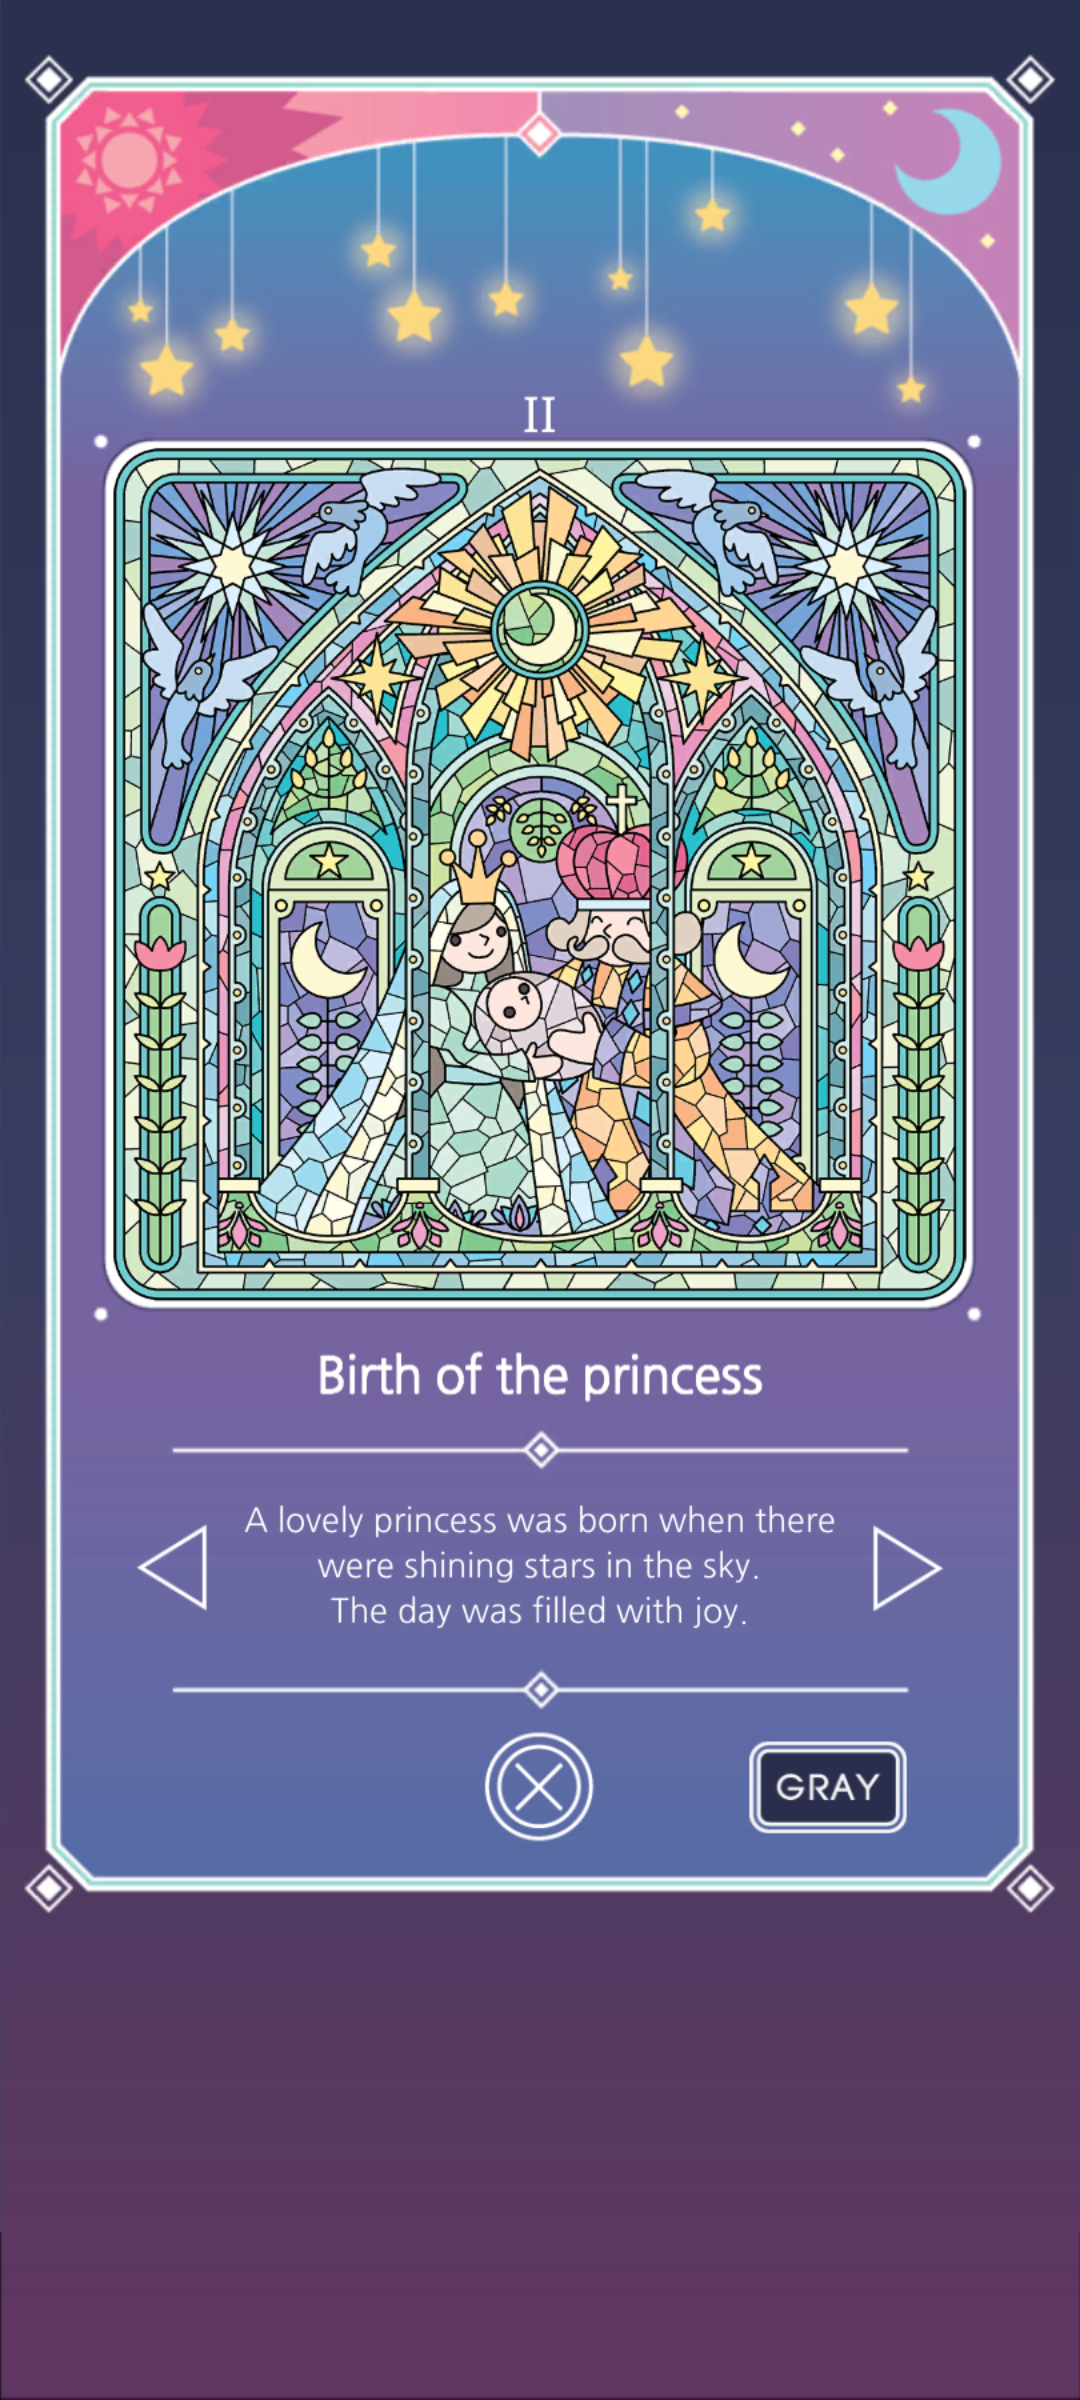 II
Birth of the princess
A lovely princess was born when there
were shining stars in the sky.
The day was filled with joy.
GRAY